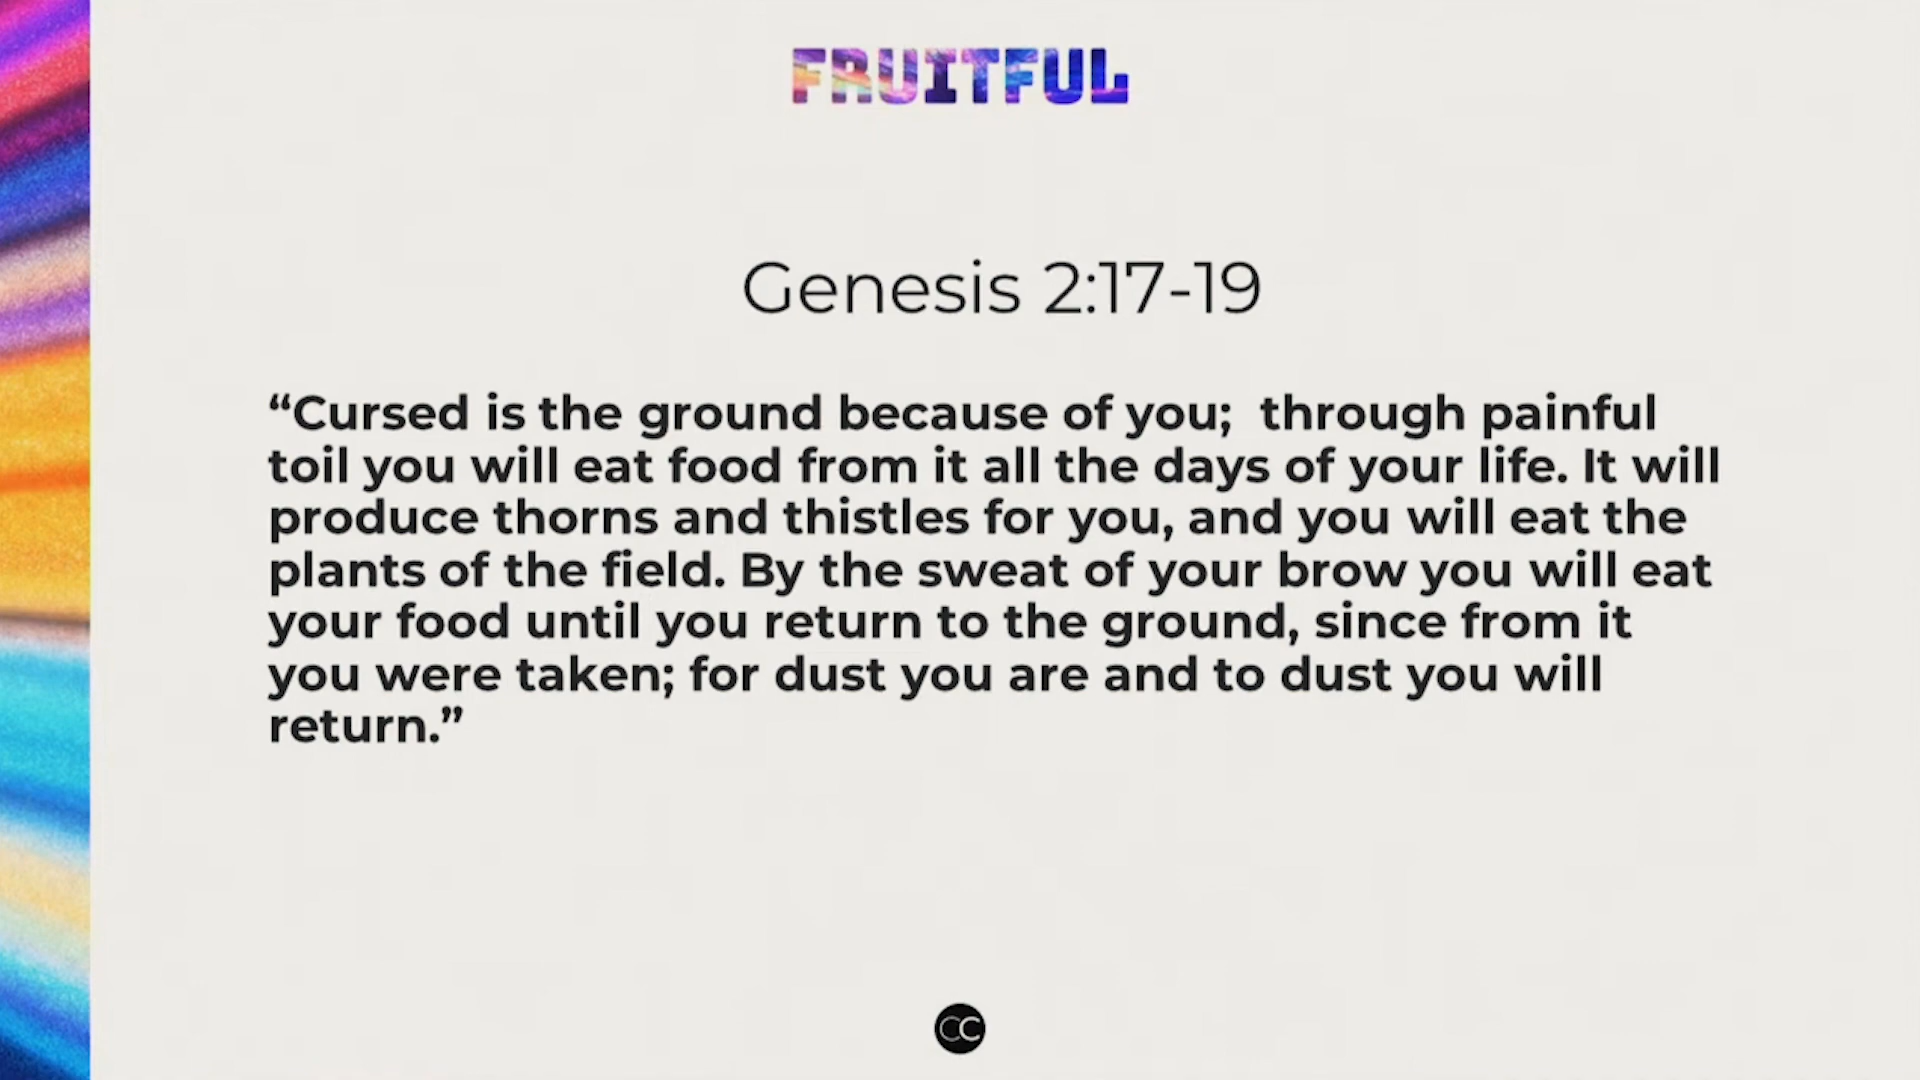 FRUITFUL
Genesis 2:17-19
“Cursed is the ground because of you;  through painful
toil you will eat food from it all the days of your life. It will
produce thorns and thistles for you, and you will eat the
plants of the field. By the sweat of your brow you will eat
your food until you return to the ground, since from it
you were taken; for dust you are and to dust you will
return.”
CC